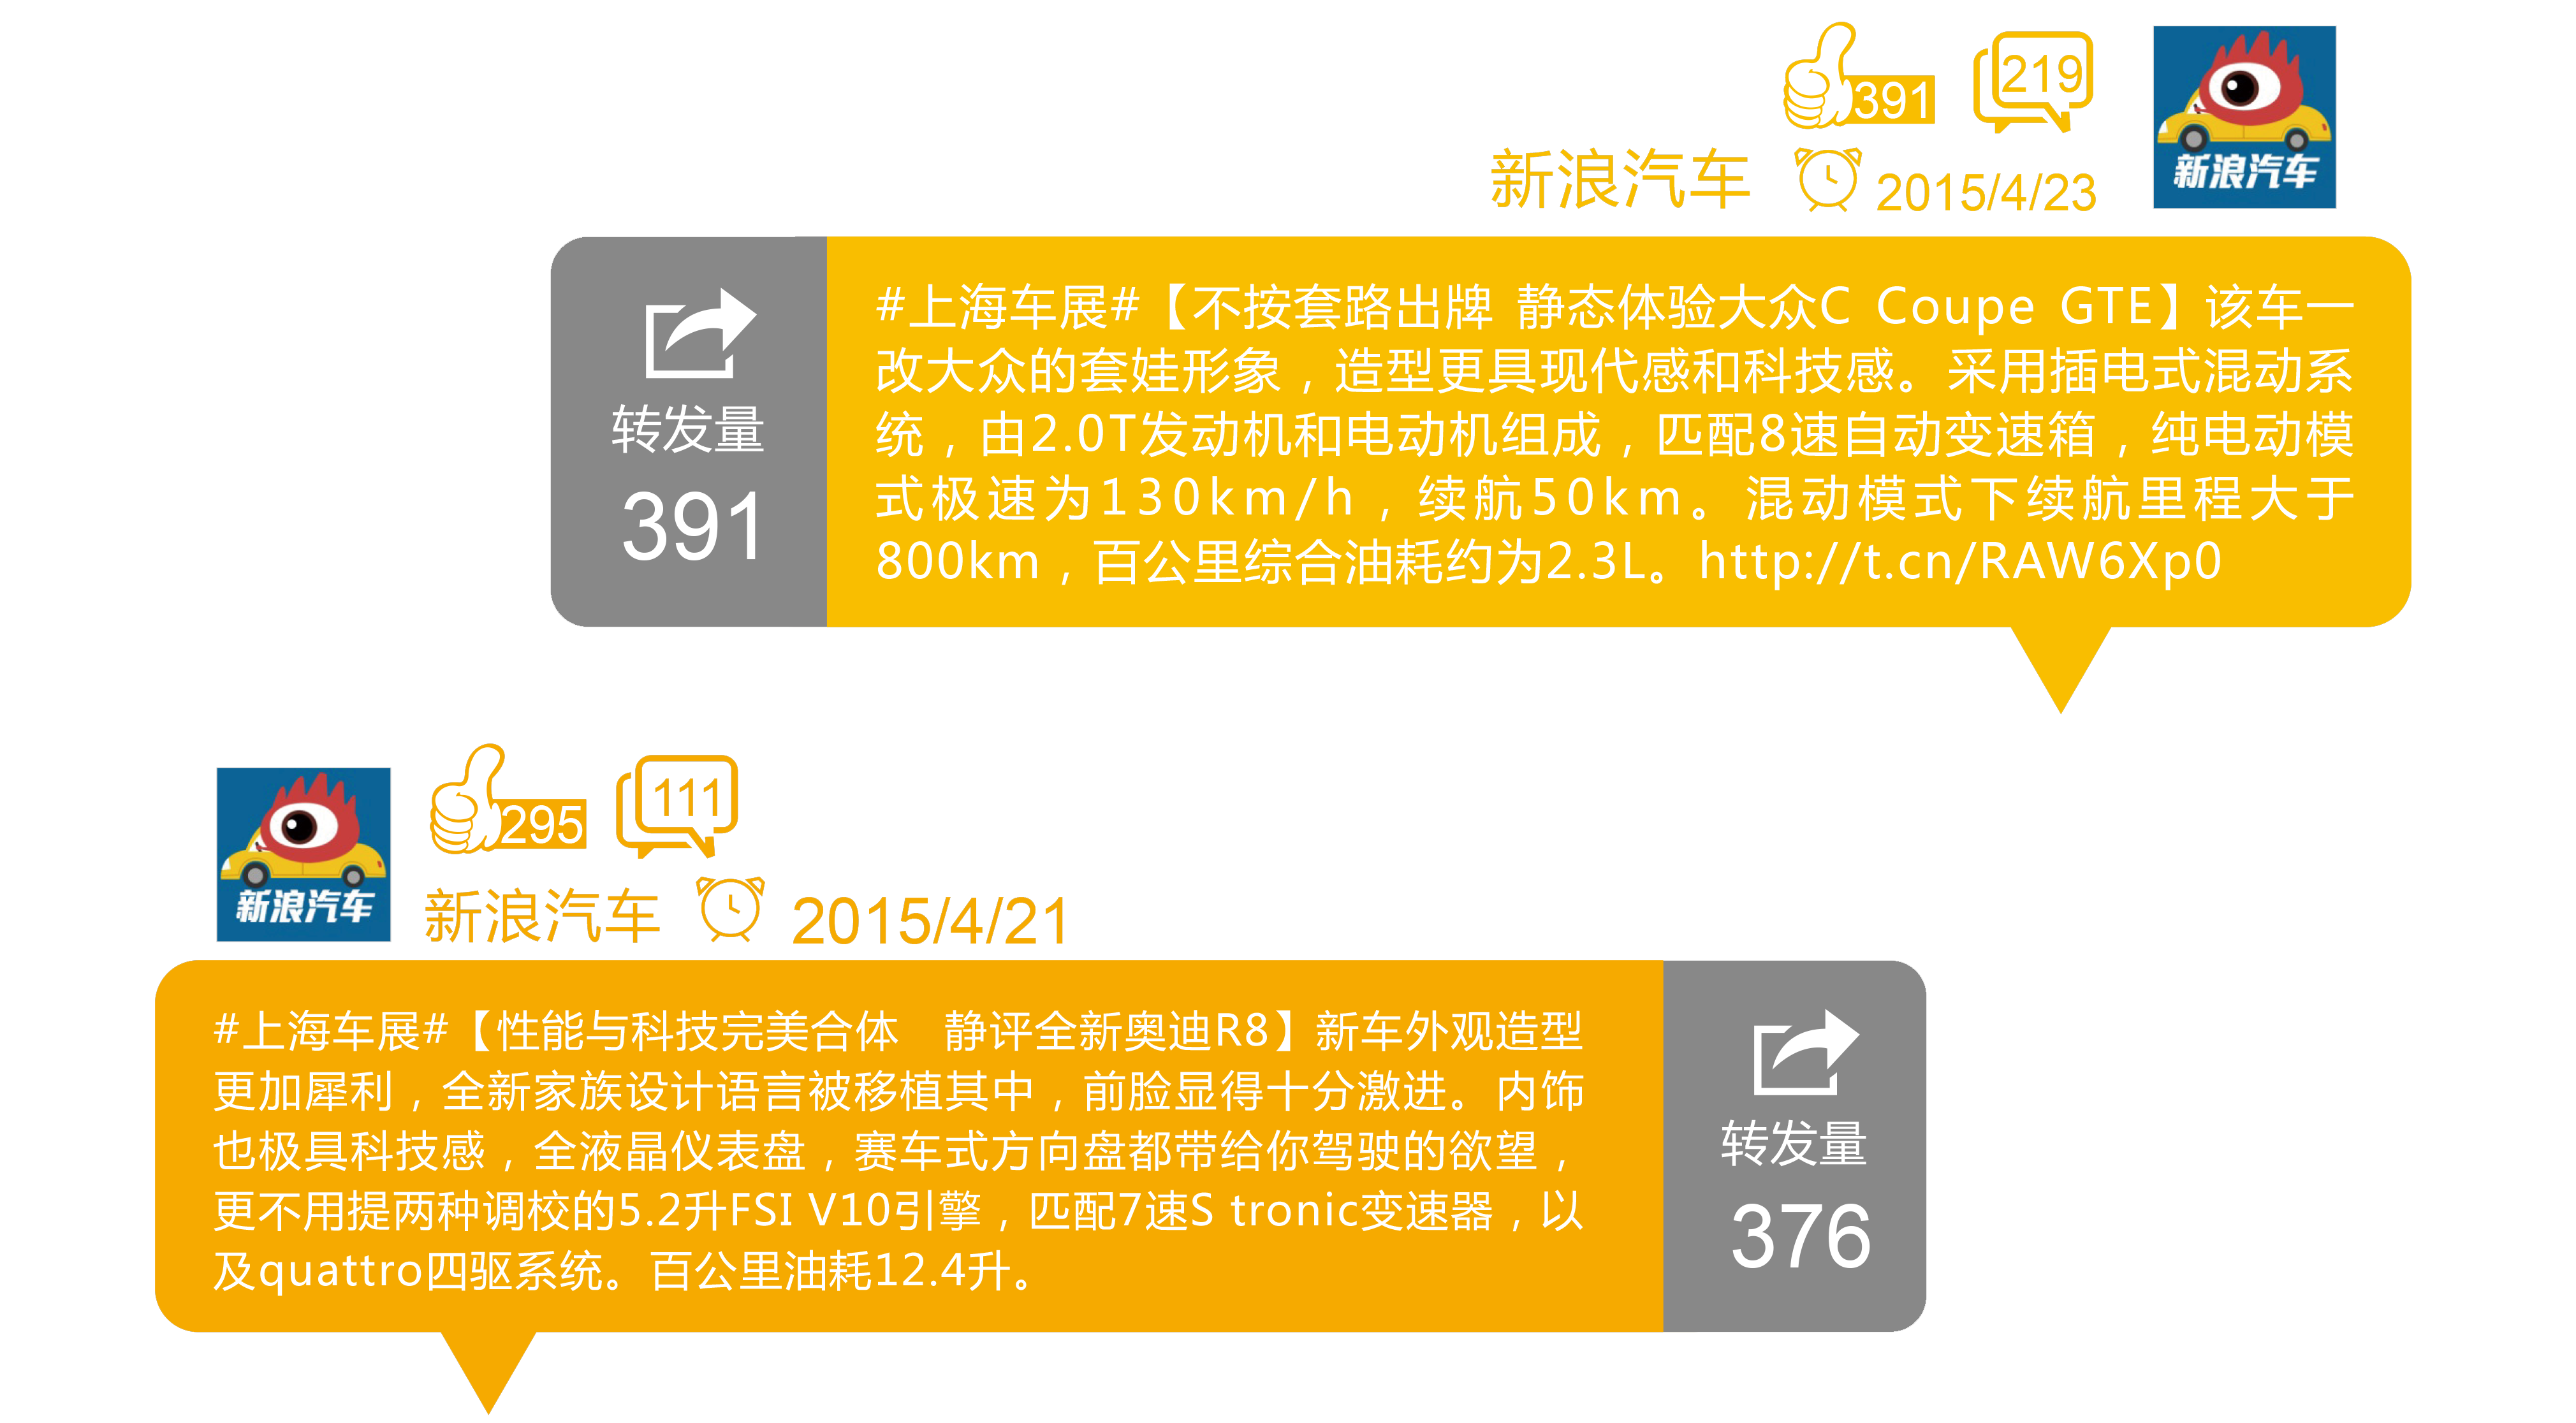 391
219
新浪汽车
新浪汽车
2015/4/23
转发量
391
#上海车展#【不按套路出牌 静态体验大众C Coupe GTE】该车一
改大众的套娃形象，造型更具现代感和科技感。采用插电式混动系
统，由2.0T发动机和电动机组成，匹配8速自动变速箱，纯电动模
式极速为130km/h，续航50km。混动模式下续航里程大于
800km，百公里综合油耗约为2.3L。http://t.cn/RAW6Xp0
295
111
新浪汽车
新浪汽车
2015/4/21
#上海车展#【性能与科技完美合体 静评全新奥迪R8】新车外观造型
更加犀利，全新家族设计语言被移植其中，前脸显得十分激进。内饰
也极具科技感，全液晶仪表盘，赛车式方向盘都带给你驾驶的欲望，
更不用提两种调校的5.2升FSI V10引擎，匹配7速S tronic变速器，以
及quattro四驱系统。百公里油耗12.4升。
转发量
376